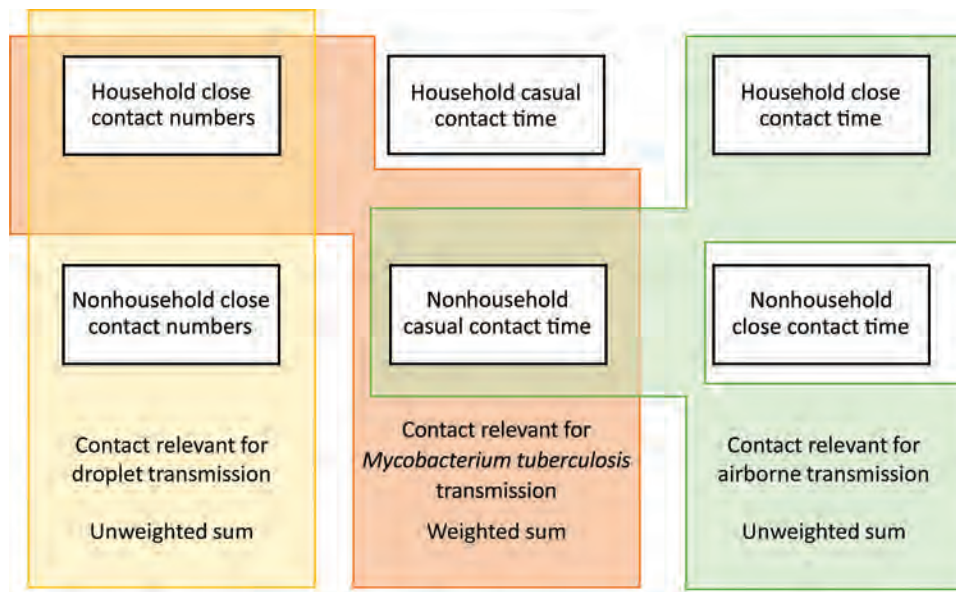 Household close
contact numbers
Household casual
contact time
Household close
contact time
Nonhousehold close
contact numbers
Nonhousehold
casual contact time
Nonhousehold
close contact time
Contact relevant for
droplet transmission
Unweighted sum
Contact relevant for
Mycobacterium tuberculosis
transmission
Weighted sum
Contact relevant for
airborne transmission
Unweighted sum